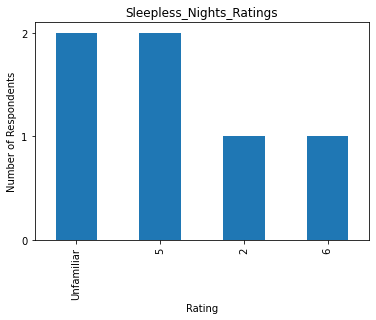 Sleepless_Nights_Ratings
Number of Respondents
2
1
0
Unfamiliar
5
2
6
Rating